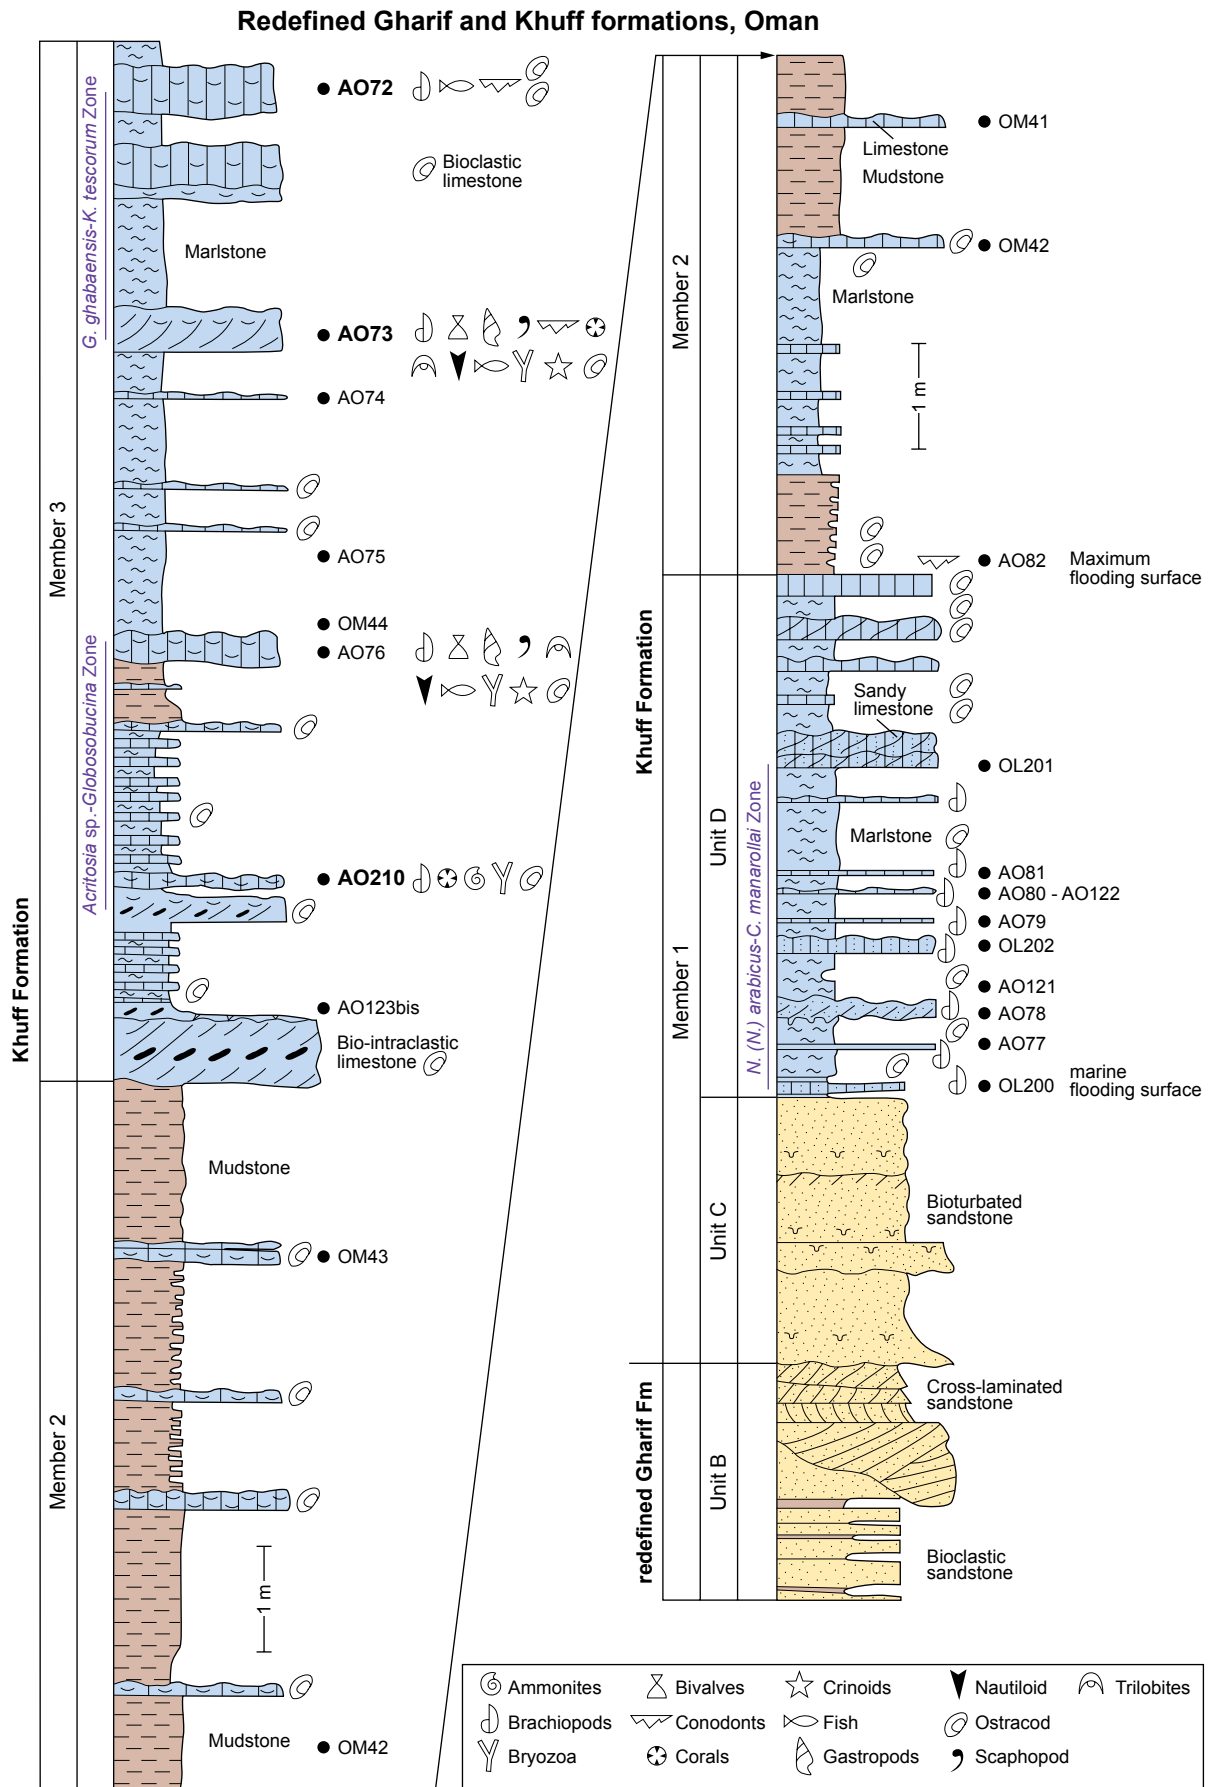 Redefined Gharif and Khuff formations, Oman
Khuff Formation
Member 3
Member 2
G. ghabaensis-K. tescorum Zone
Acritosia sp.-Globosobucina Zone
AO72
Bioclastic
limestone
Marlstone
AO73
AO74
AO75
OM44
AO76
AO210
AO123bis
Bio-intraclastic
limestone
Mudstone
OM43
1 m
Mudstone
OM42
Khuff Formation
redefined Gharif Fm
Member 2
Member 1
Unit D
Unit C
Unit B
N. (N.) arabicus-C. manarollai Zone
OM41
Limestone
Mudstone
OM42
Marlstone
1 m
AO82 Maximum
flooding surface
Sandy
limestone
OL201
Marlstone
AO81
AO80 - AO122
AO79
OL202
AO121
AO78
AO77
OL200 marine
flooding surface
Bioturbated
sandstone
Cross-laminated
sandstone
Bioclastic
sandstone
Ammonites Bivalves Crinoids Nautiloid Trilobites
Brachiopods Conodonts Fish Ostracod
Bryozoa Corals Gastropods Scaphopod